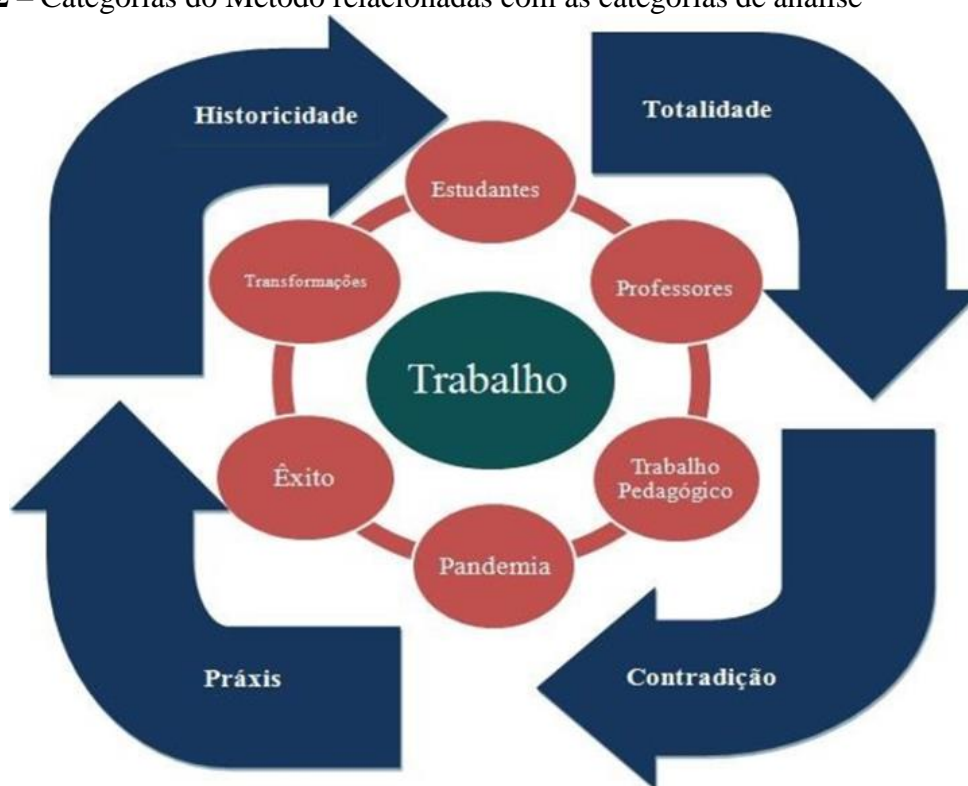 2 – Categorias do Método relacionadas com as categorias de análise
Historicidade
Totalidade
Estudantes
Transformações
Professores
Trabalho
Êxito
Trabalho
Pedagógico
Pandemia
Práxis
Contradição